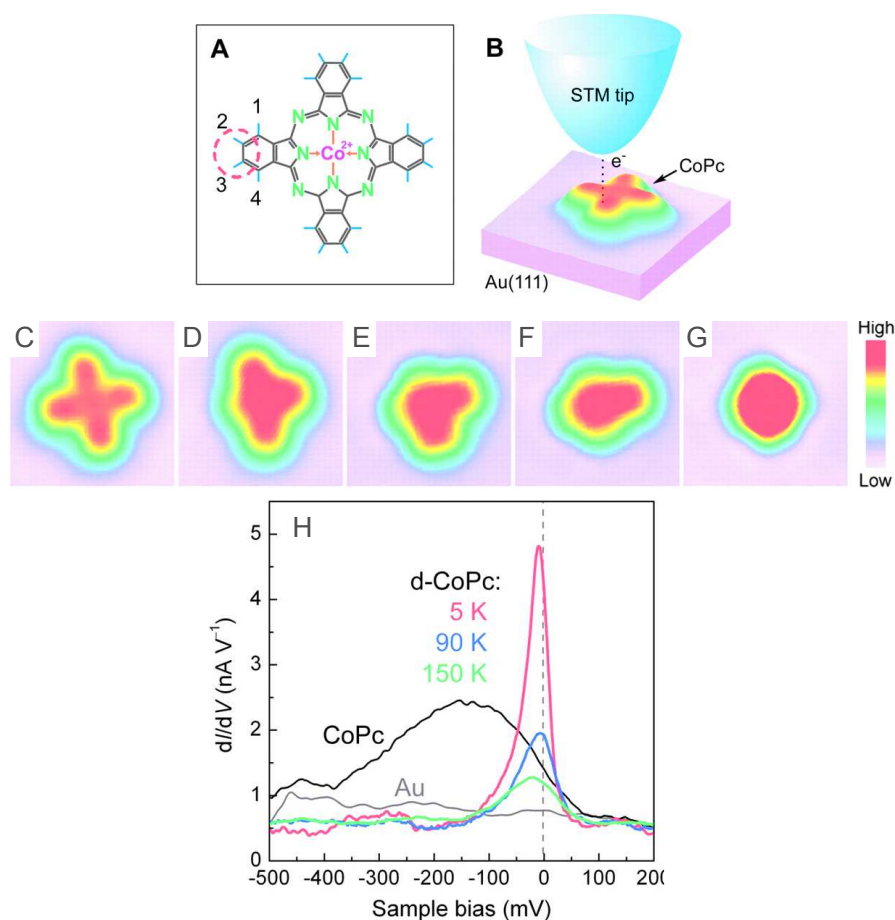 A
1
2
3
4
N
N
N
N
N
N
N
N
Co2+
B
STM tip
e-
CoPc
Au(111)
C
D
E
F
G
High
Low
H
d-CoPc:
5 K
90 K
150 K
CoPc
Au
dI/dV (nA V−1)
5
4
3
2
1
0
-500 -400 -300 -200 -100 0 100 200
Sample bias (mV)